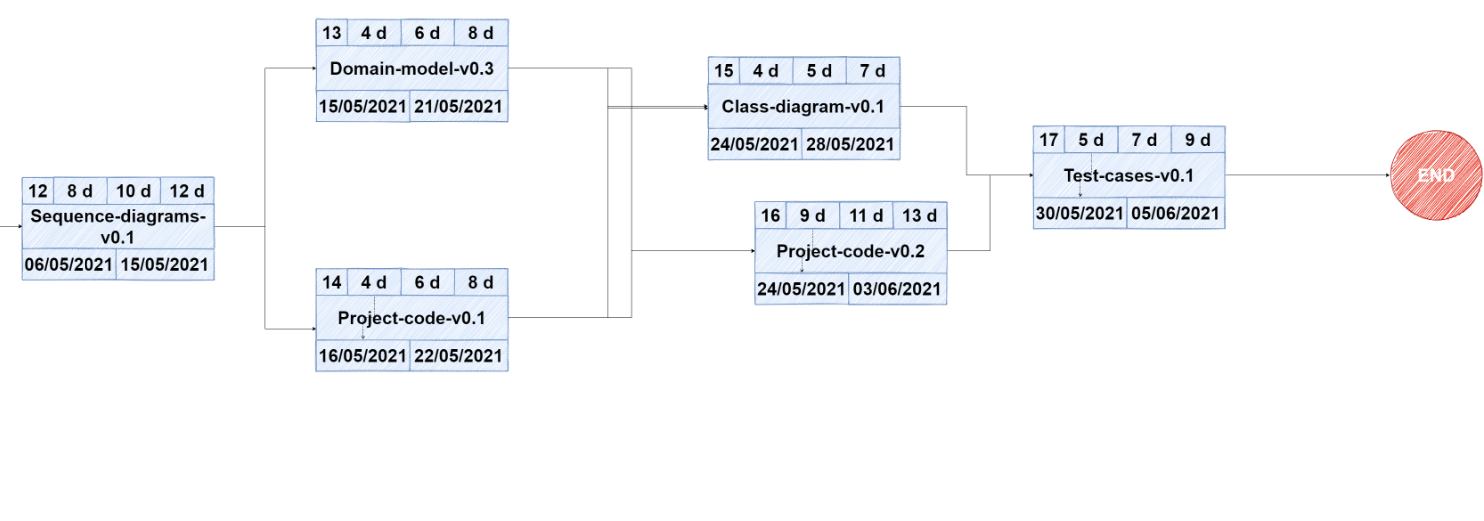 12 8 d 10 d 12 d
Sequence-diagrams-
v0.1
06/05/2021 15/05/2021
13 4 d 6 d 8 d
Domain-model-v0.3
15/05/2021 21/05/2021
14 4 d 6 d 8 d
Project-code-v0.1
16/05/2021 22/05/2021
15 4 d 5 d 7 d
Class-diagram-v0.1
24/05/2021 28/05/2021
16 9 d 11 d 13 d
Project-code-v0.2
24/05/2021 03/06/2021
17 5 d 7 d 9 d
Test-cases-v0.1
30/05/2021 05/06/2021
END